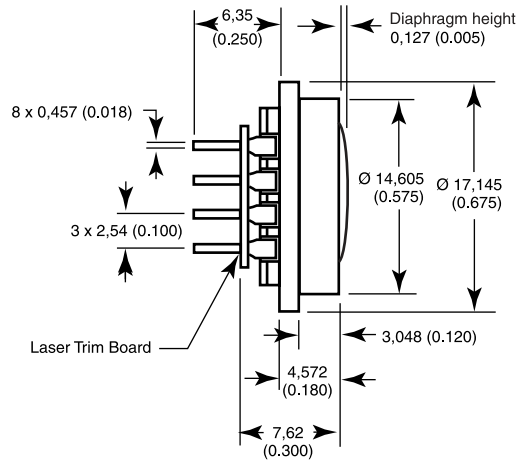 6,35
(0.250)
Diaphragm height
0,127 (0.005)
8 x 0,457 (0.018)
Ø 14,605
(0.575)
Ø 17,145
(0.675)
3 x 2,54 (0.100)
Laser Trim Board
3,048 (0.120)
4,572
(0.180)
7,62
(0.300)